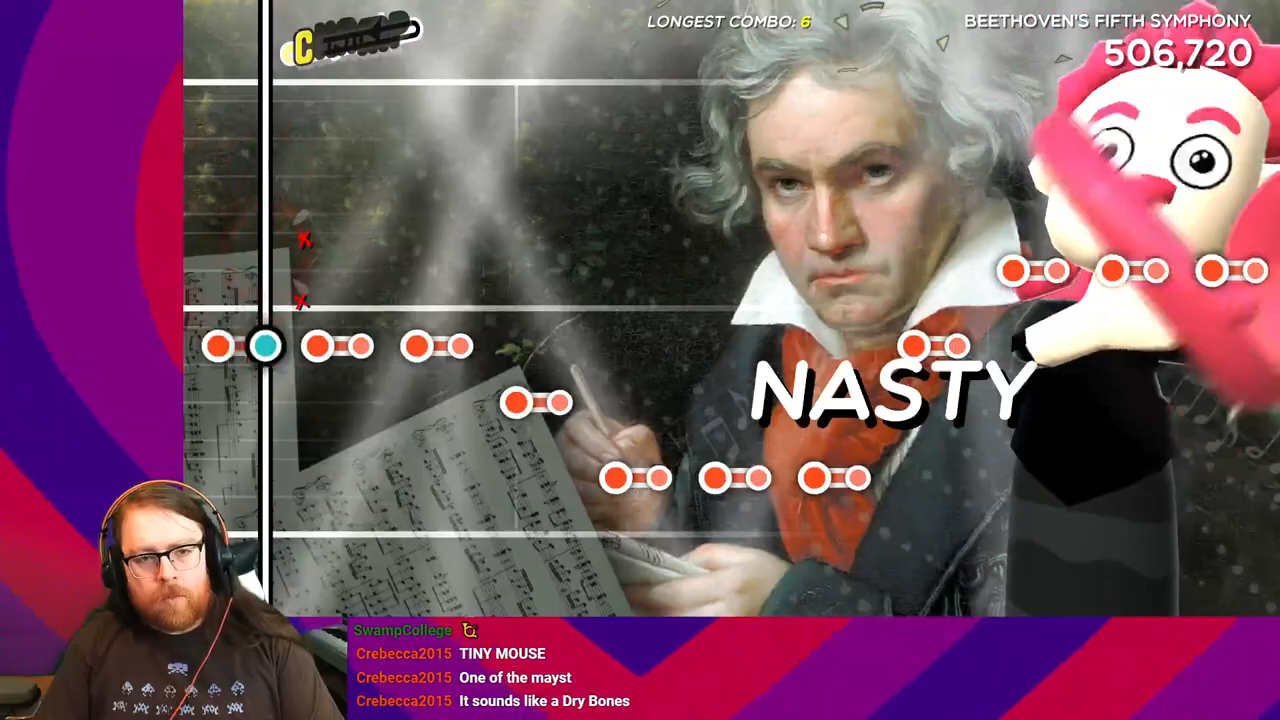 C
LONGEST COMBO: 6
BEETHOVEN'S FIFTH SYMPHONY
506,720
NASTY
SwampCollege
Crebecca2015 TINY MOUSE
Crebecca2015 One of the mayst
Crebecca2015 It sounds like a Dry Bones